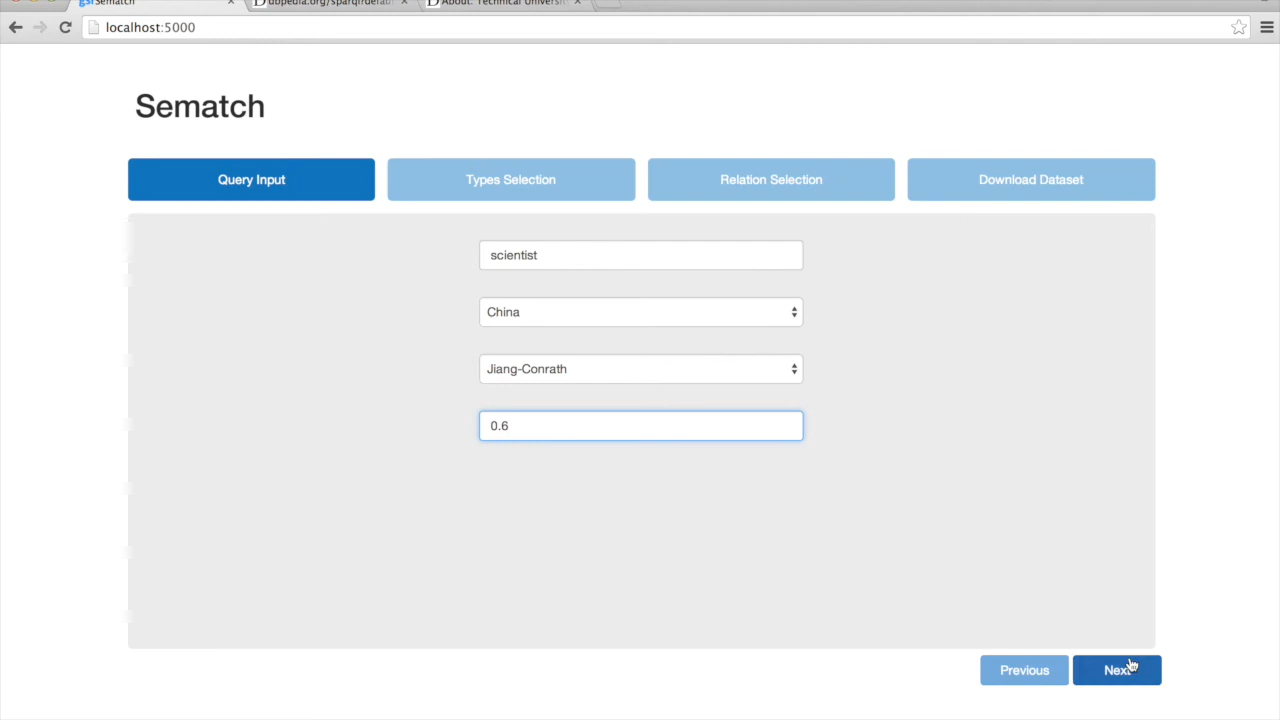 Sematch
localhost:5000
Sematch
Query Input
Types Selection
Relation Selection
Download Dataset
scientist
China
Jiang-Conrath
0.6
Previous
Next